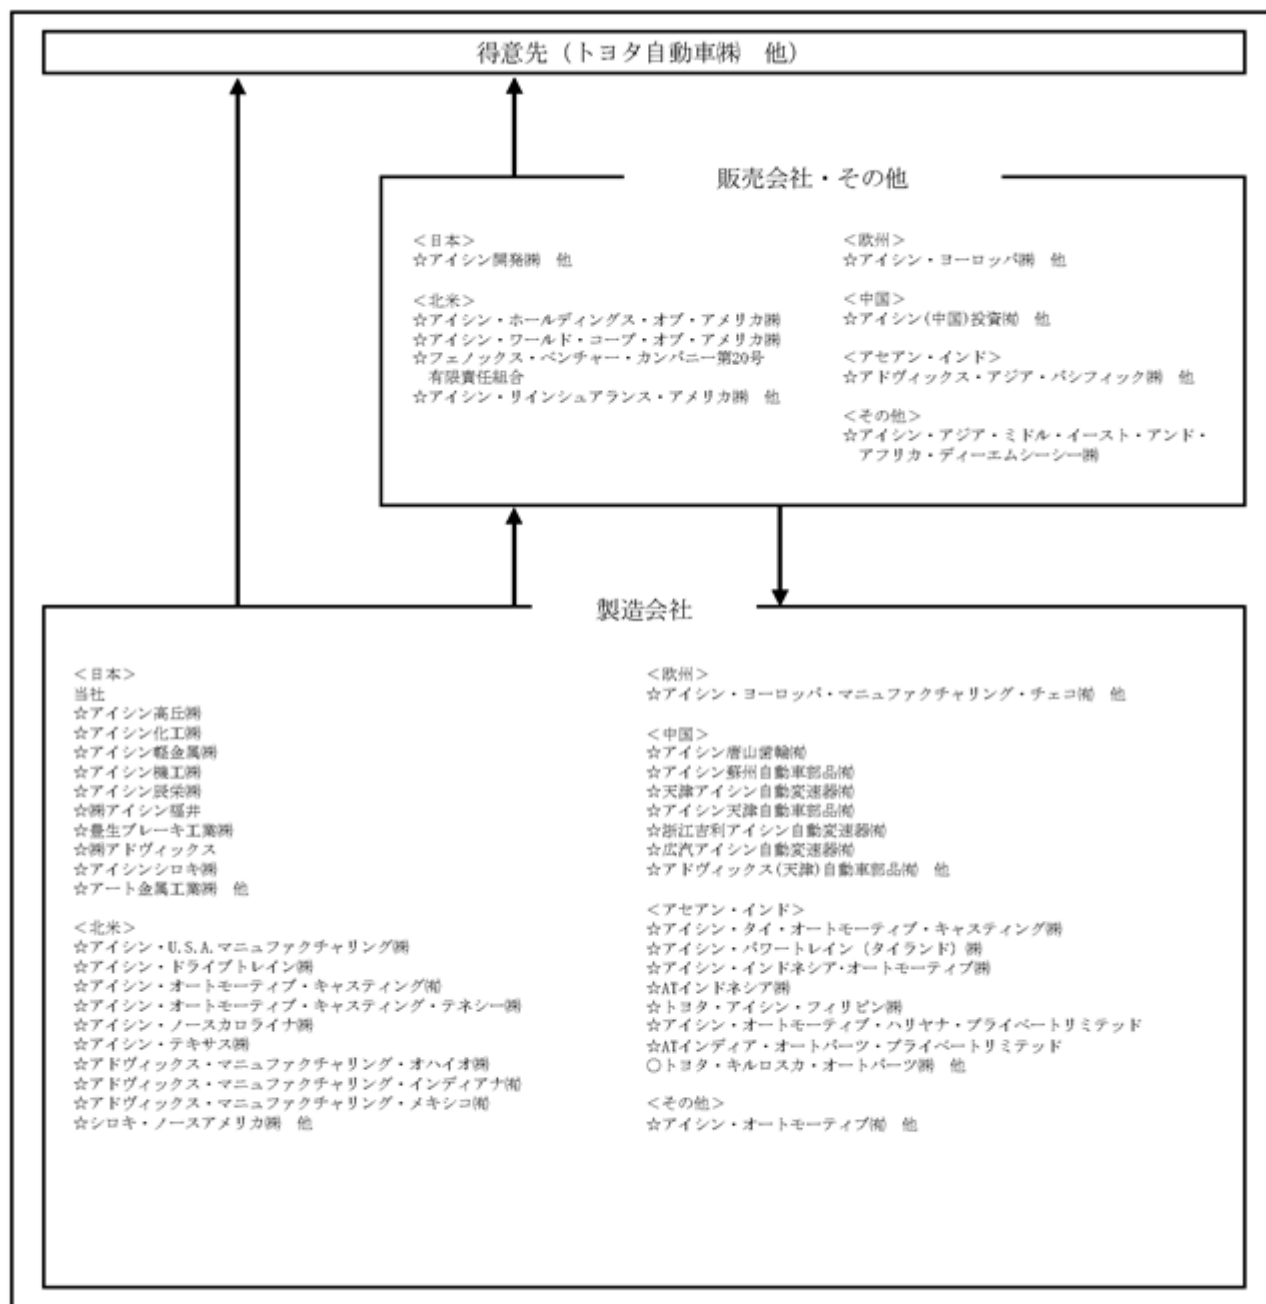 得意先（トヨタ自動車㈱　他）
販売会社・その他
＜日本＞
☆アイシン開発㈱　他
＜北米＞
☆アイシン・ホールディングス・オブ・アメリカ㈱
☆アイシン・ワールド・コープ・オブ・アメリカ㈱
☆フェノックス・ベンチャー・カンパニー第20号
有限責任組合
☆アイシン・リインシュアランス・アメリカ㈱　他
＜欧州＞
☆アイシン・ヨーロッパ㈱　他
＜中国＞
☆アイシン(中国)投資㈲　他
＜アセアン・インド＞
☆アドヴィックス・アジア・パシフィック㈱　他
＜その他＞
☆アイシン・アジア・ミドル・イースト・アンド・
アフリカ・ディーエムシーシー㈱
製造会社
＜日本＞
当社
☆アイシン高丘㈱
☆アイシン化工㈱
☆アイシン軽金属㈱
☆アイシン機工㈱
☆アイシン辰栄㈱
☆㈱アイシン福井
☆豊生ブレーキ工業㈱
☆㈱アドヴィックス
☆アイシンシロキ㈱
☆アート金属工業㈱　他
＜北米＞
☆アイシン・U.S.A.マニュファクチャリング㈱
☆アイシン・ドライブトレイン㈱
☆アイシン・オートモーティブ・キャスティング㈲
☆アイシン・オートモーティブ・キャスティング・テネシー㈱
☆アイシン・ノースカロライナ㈱
☆アイシン・テキサス㈱
☆アドヴィックス・マニュファクチャリング・オハイオ㈱
☆アドヴィックス・マニュファクチャリング・インディアナ㈲
☆アドヴィックス・マニュファクチャリング・メキシコ㈲
☆シロキ・ノースアメリカ㈱　他
＜欧州＞
☆アイシン・ヨーロッパ・マニュファクチャリング・チェコ㈲　他
＜中国＞
☆アイシン唐山歯輪㈲
☆アイシン蘇州自動車部品㈲
☆天津アイシン自動変速器㈲
☆アイシン天津自動車部品㈲
☆浙江吉利アイシン自動変速器㈲
☆広汽アイシン自動変速器㈲
☆アドヴィックス(天津)自動車部品㈲　他
＜アセアン・インド＞
☆アイシン・タイ・オートモーティブ・キャスティング㈱
☆アイシン・パワートレイン（タイランド）㈱
☆アイシン・インドネシア・オートモーティブ㈱
☆ATインドネシア㈱
☆トヨタ・アイシン・フィリピン㈱
☆アイシン・オートモーティブ・ハリヤナ・プライベートリミテッド
☆ATインディア・オートパーツ・プライベートリミテッド
○トヨタ・キルロスカ・オートパーツ㈱　他
＜その他＞
☆アイシン・オートモーティブ㈲　他